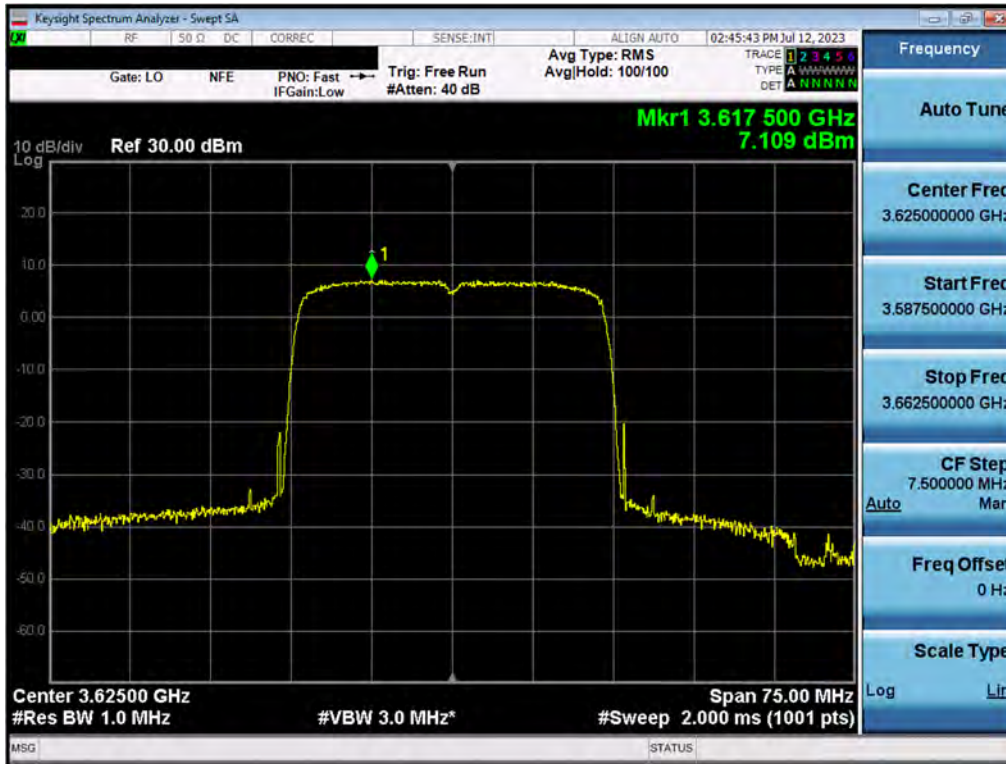 Keysight Spectrum Analyzer - Swept SA
LXI RF 50 Ω DC CORREC SENSE:INT ALIGN AUTO 02:45:43 PM Jul 12, 2023
Gate: LO NFE PNO: Fast Trig: Free Run Avg Type: RMS TRACE 1 2 3 4 5 6
IFGain:Low #Atten: 40 dB Avg|Hold: 100/100 TYPE A WWWWW
DET A N N N N N
Mkr1 3.617 500 GHz
7.109 dBm
10 dB/div Ref 30.00 dBm
Log
20.0
1
10.0
0.00
-10.0
-20.0
-30.0
-40.0
-50.0
-60.0
Center 3.62500 GHz Span 75.00 MHz
#Res BW 1.0 MHz #VBW 3.0 MHz* #Sweep 2.000 ms (1001 pts)
MSG STATUS
Frequency
Auto Tune
Center Freq
3.625000000 GHz
Start Freq
3.587500000 GHz
Stop Freq
3.662500000 GHz
CF Step
7.500000 MHz
Auto Man
Freq Offset
0 Hz
Scale Type
Log Lin